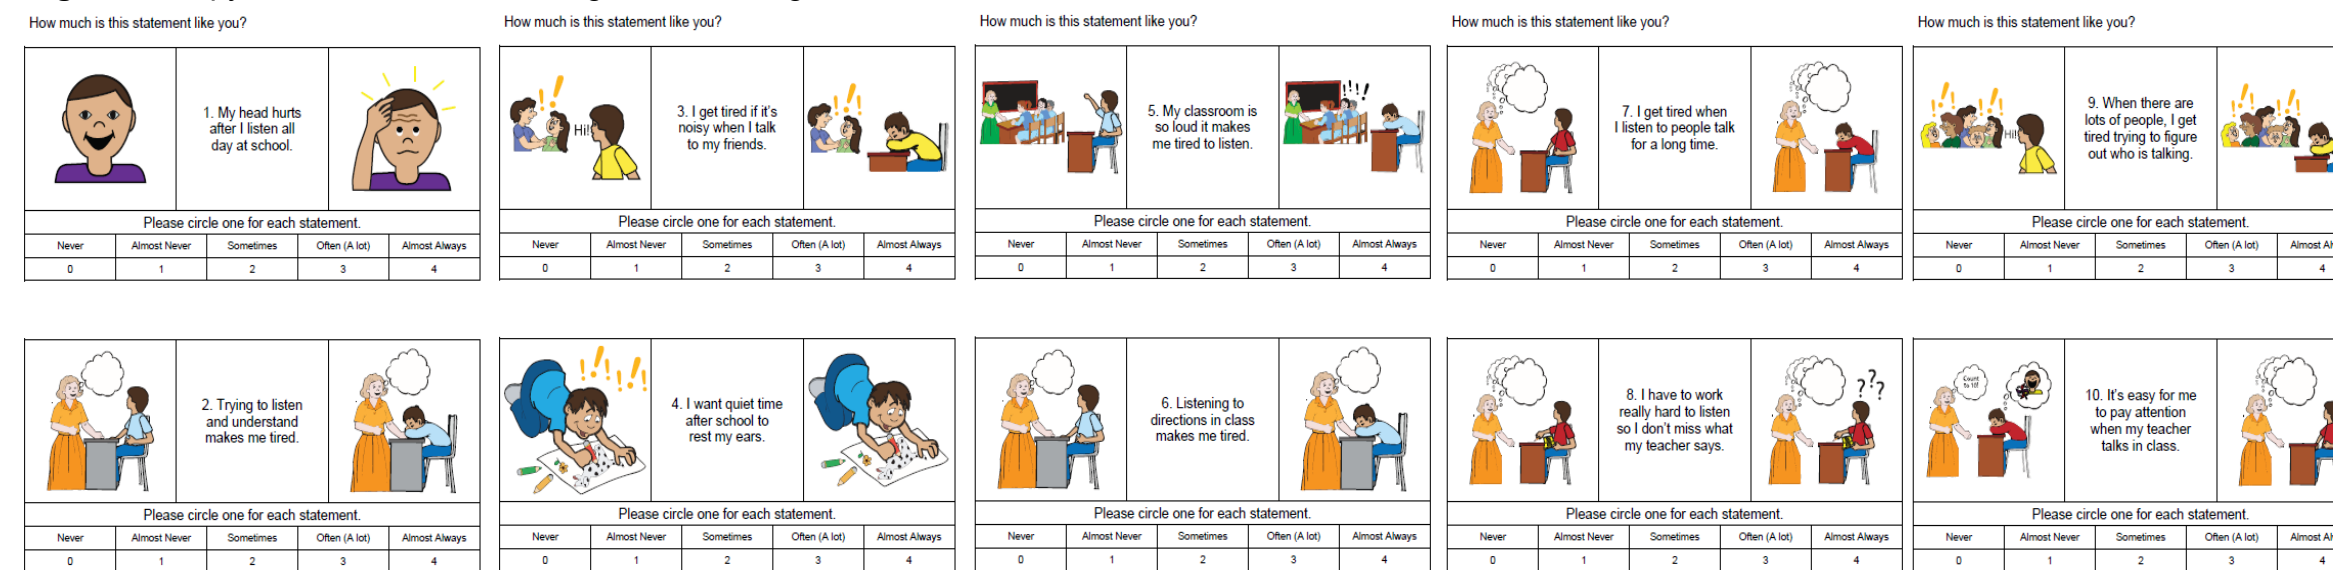 How much is this statement like you?
1. My head hurts
after I listen all
day at school.
Please circle one for each statement.
Never Almost Never Sometimes Often (A lot) Almost Always
0 1 2 3 4
2. Trying to listen
and understand
makes me tired.
Please circle one for each statement.
Never Almost Never Sometimes Often (A lot) Almost Always
0 1 2 3 4
How much is this statement like you?
Hi!
3. I get tired if it's
noisy when I talk
to my friends.
Please circle one for each statement.
Never Almost Never Sometimes Often (A lot) Almost Always
0 1 2 3 4
4. I want quiet time
after school to
rest my ears.
Please circle one for each statement.
Never Almost Never Sometimes Often (A lot) Almost Always
0 1 2 3 4
How much is this statement like you?
5. My classroom is
so loud it makes
me tired to listen.
!!!
Please circle one for each statement.
Never Almost Never Sometimes Often (A lot) Almost Always
0 1 2 3 4
6. Listening to
directions in class
makes me tired.
Please circle one for each statement.
Never Almost Never Sometimes Often (A lot) Almost Always
0 1 2 3 4
How much is this statement like you?
7. I get tired when
I listen to people talk
for a long time.
Please circle one for each statement.
Never Almost Never Sometimes Often (A lot) Almost Always
0 1 2 3 4
8. I have to work
really hard to listen
so I don't miss what
my teacher says.
???
Please circle one for each statement.
Never Almost Never Sometimes Often (A lot) Almost Always
0 1 2 3 4
How much is this statement like you?
Hi!
9. When there are
lots of people, I get
tired trying to figure
out who is talking.
Please circle one for each statement.
Never Almost Never Sometimes Often (A lot) Almost
0 1 2 3 4
Count
to 10!
10. It's easy for me
to pay attention
when my teacher
talks in class.
Please circle one for each statement.
Never Almost Never Sometimes Often (A lot) Almost
0 1 2 3 4